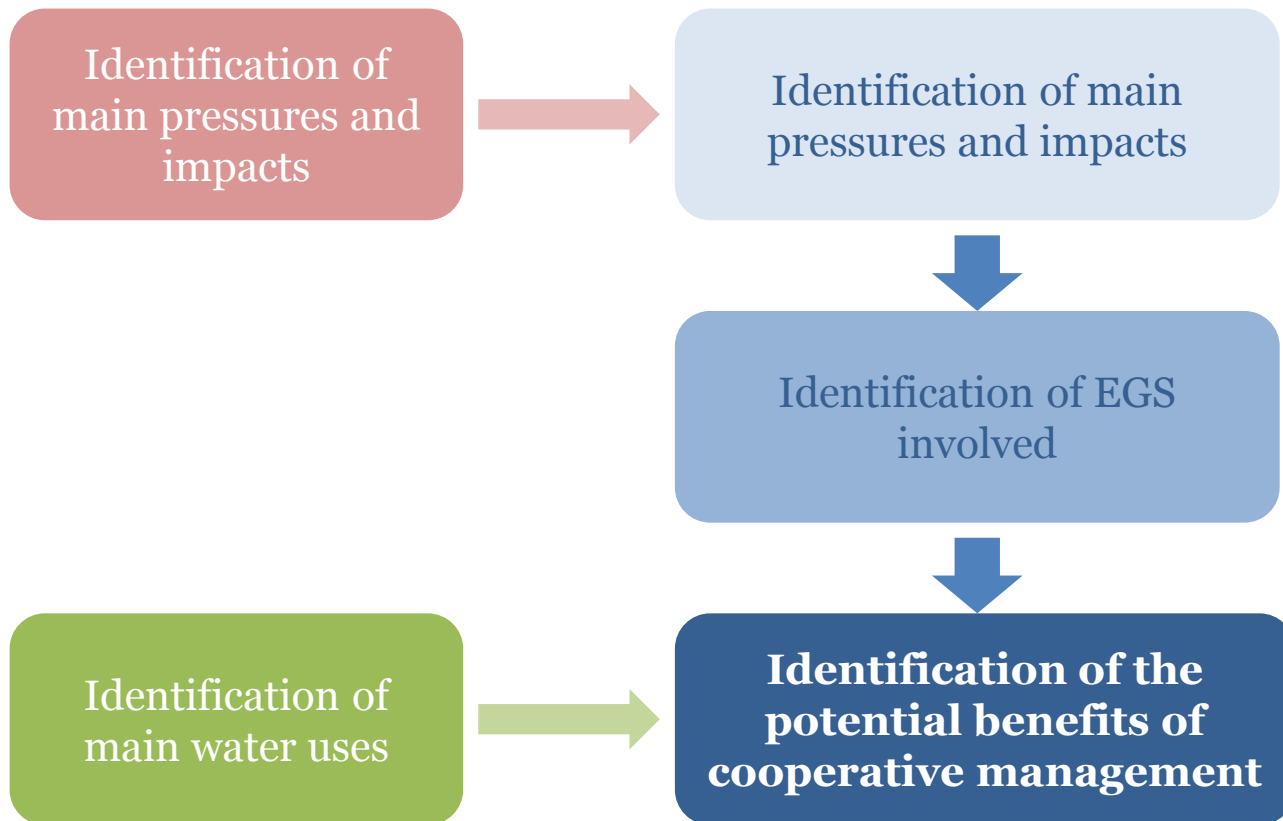 Identification of
main pressures and
impacts
Identification of main
pressures and impacts
Identification of EGS
involved
Identification of
main water uses
Identification of the
potential benefits of
cooperative management